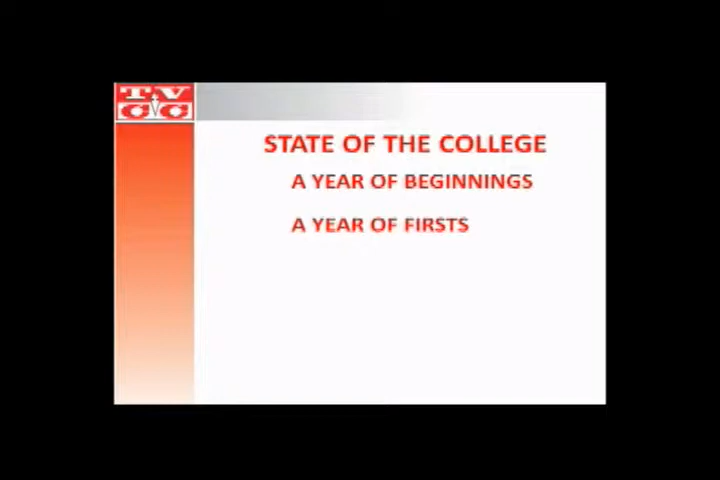 TV
CC
STATE OF THE COLLEGE
A YEAR OF BEGINNINGS
A YEAR OF FIRSTS